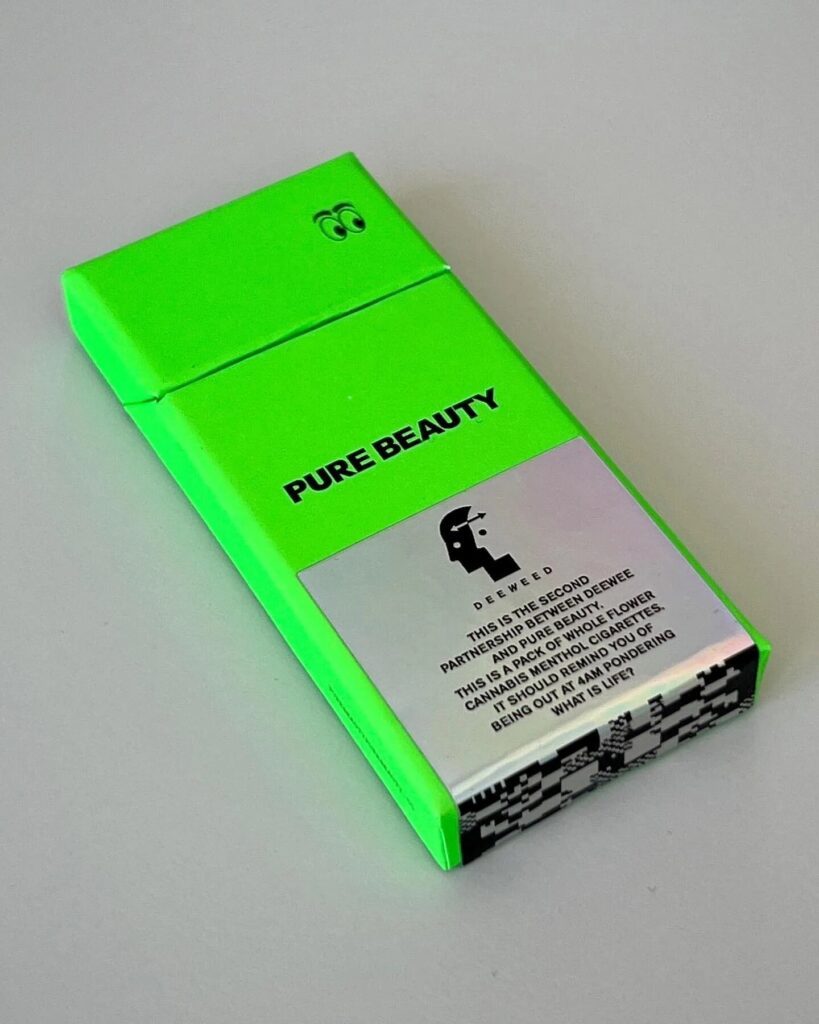 PURE BEAUTY
DEEWEED
THIS IS THE SECOND
PARTNERSHIP BETWEEN DEEWEE
AND PURE BEAUTY.
THIS IS A PACK OF WHOLE FLOWER
CANNABIS MENTHOL CIGARETTES.
IT SHOULD REMIND YOU OF
BEING OUT AT 4AM PONDERING
WHAT IS LIFE?